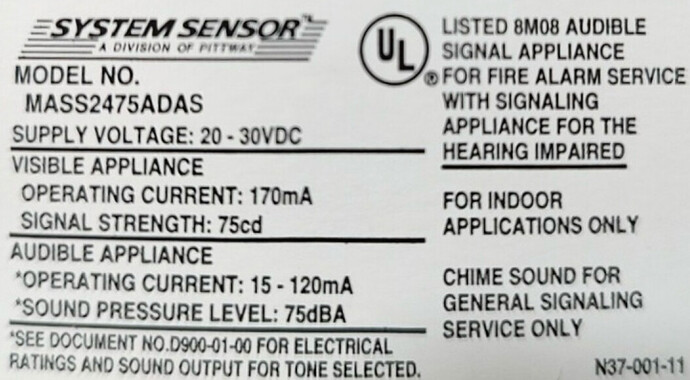 SYSTEM SENSOR
A DIVISION OF PITTWAY
MODEL NO.
MASS2475ADAS
SUPPLY VOLTAGE: 20 - 30VDC
VISIBLE APPLIANCE
OPERATING CURRENT: 170mA
SIGNAL STRENGTH: 75cd
AUDIBLE APPLIANCE
*OPERATING CURRENT: 15 - 120mA
*SOUND PRESSURE LEVEL: 75dBA
*SEE DOCUMENT NO.D900-01-00 FOR ELECTRICAL
RATINGS AND SOUND OUTPUT FOR TONE SELECTED.
UL
®
LISTED 8M08 AUDIBLE
SIGNAL APPLIANCE
FOR FIRE ALARM SERVICE
WITH SIGNALING
APPLIANCE FOR THE
HEARING IMPAIRED
FOR INDOOR
APPLICATIONS ONLY
CHIME SOUND FOR
GENERAL SIGNALING
SERVICE ONLY
N37-001-11